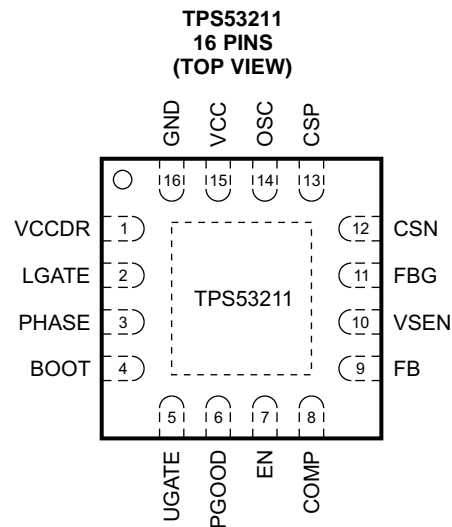 TPS53211
16 PINS
(TOP VIEW)
GND VCC OSC CSP
16 15 14 13
VCCDR 1 12 CSN
LGATE 2 11 FBG
TPS53211
PHASE 3 10 VSEN
BOOT 4 9 FB
5 6 7 8
UGATE PGOOD EN COMP